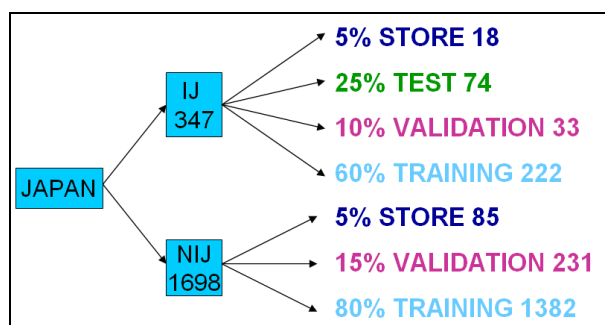 JAPAN
IJ
347
5% STORE 18
25% TEST 74
10% VALIDATION 33
60% TRAINING 222
NIJ
1698
5% STORE 85
15% VALIDATION 231
80% TRAINING 1382